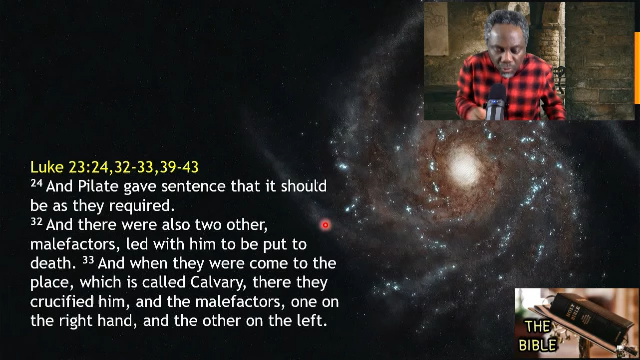 Luke 23:24,32-33,39-43
24 And Pilate gave sentence that it should
be as they required.
32 And there were also two other,
malefactors, led with him to be put to
death. 33 And when they were come to the
place, which is called Calvary, there they
crucified him, and the malefactors, one on
the right hand, and the other on the left.
THE
BIBLE
HOLY BIBLE